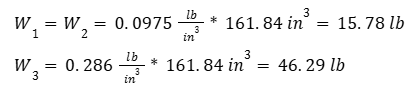 W₁ = W₂ = 0.0975 lb/in³ * 161.84 in³ = 15.78 lb
W₃ = 0.286 lb/in³ * 161.84 in³ = 46.29 lb